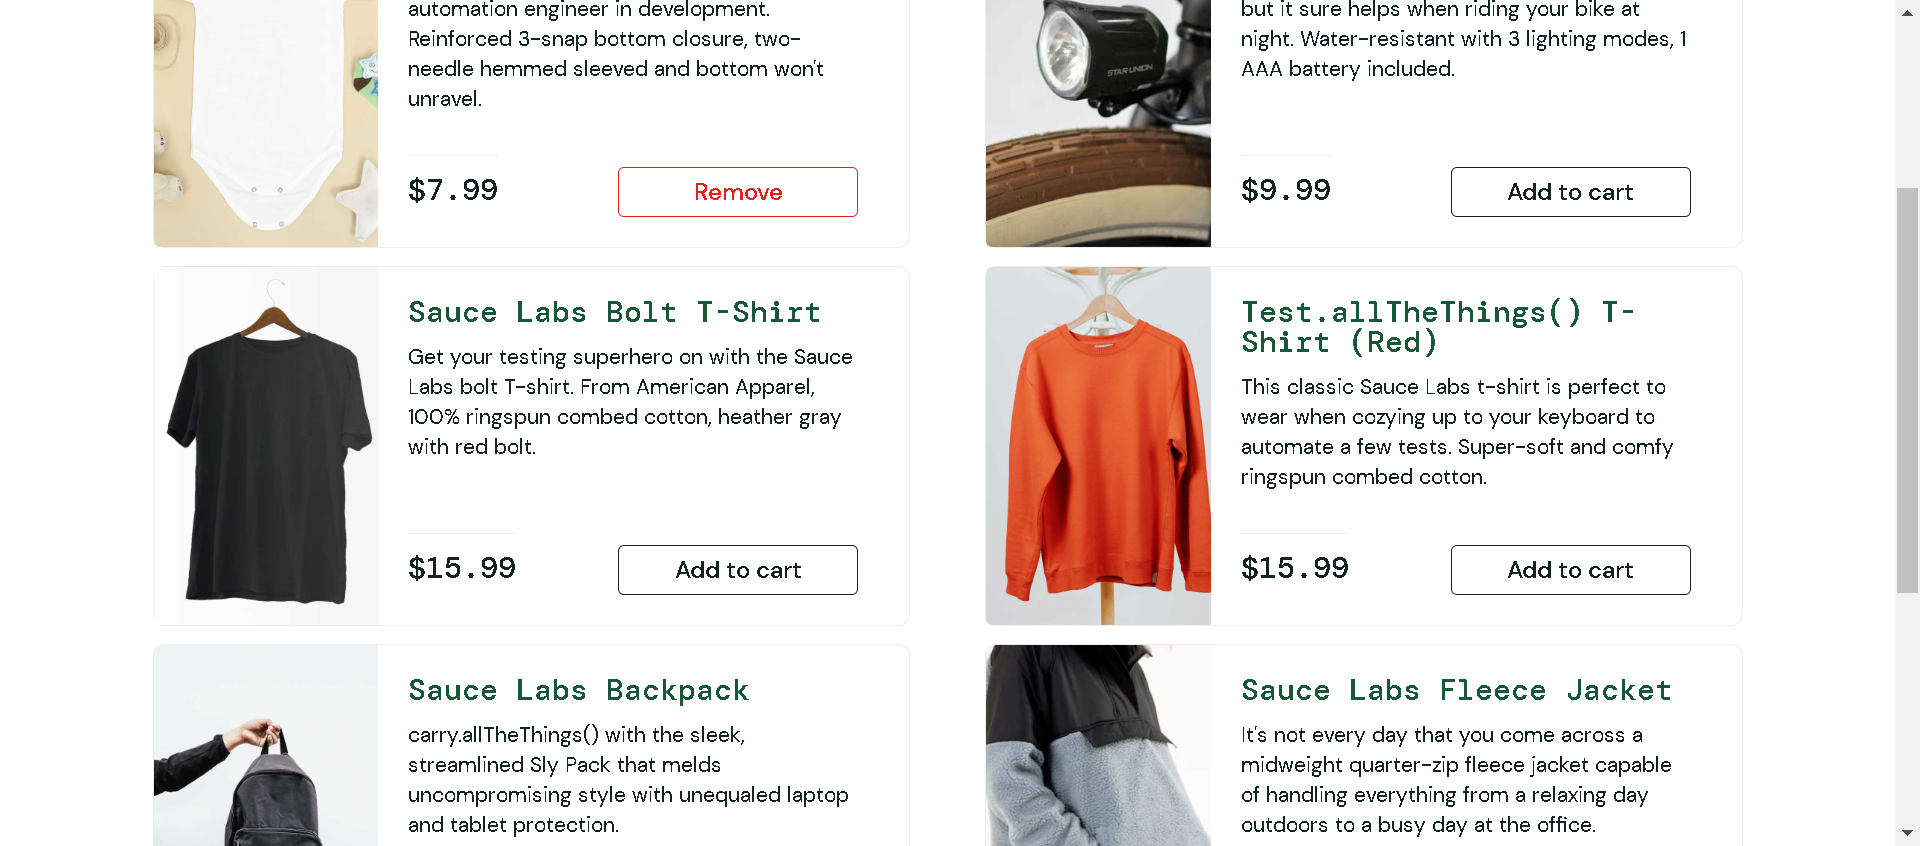 automation engineer in development.
Reinforced 3-snap bottom closure, two-
needle hemmed sleeved and bottom won't
unravel.
$7.99
Remove
but it sure helps when riding your bike at
night. Water-resistant with 3 lighting modes, 1
AAA battery included.
STAR UNION
$9.99
Add to cart
Sauce Labs Bolt T-Shirt
Get your testing superhero on with the Sauce
Labs bolt T-shirt. From American Apparel,
100% ringspun combed cotton, heather gray
with red bolt.
$15.99
Add to cart
Test.allTheThings() T-
Shirt (Red)
This classic Sauce Labs t-shirt is perfect to
wear when cozying up to your keyboard to
automate a few tests. Super-soft and comfy
ringspun combed cotton.
$15.99
Add to cart
Sauce Labs Backpack
carry.allTheThings() with the sleek,
streamlined Sly Pack that melds
uncompromising style with unequaled laptop
and tablet protection.
Sauce Labs Fleece Jacket
It's not every day that you come across a
midweight quarter-zip fleece jacket capable
of handling everything from a relaxing day
outdoors to a busy day at the office.